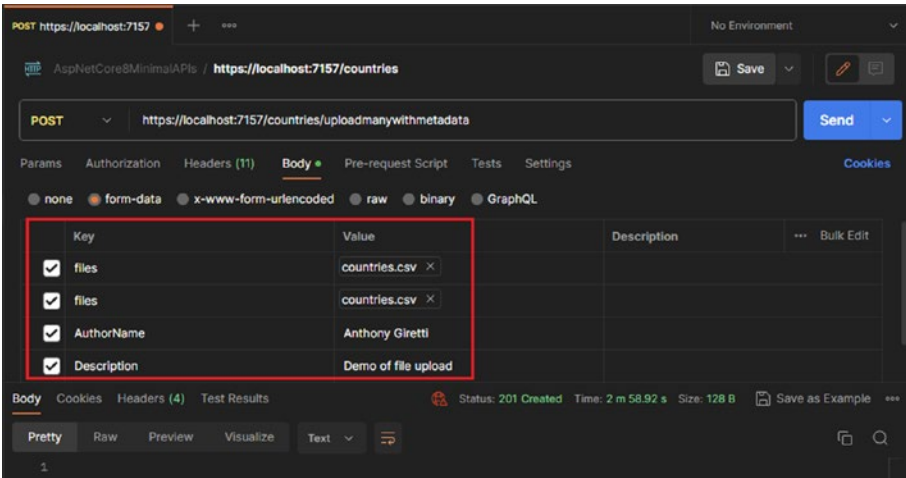 POST https://localhost:7157 No Environment
HTTP AspNetCore8MinimalAPIs / https://localhost:7157/countries Save
POST https://localhost:7157/countries/uploadmanywithmetadata Send
Params Authorization Headers (11) Body Pre-request Script Tests Settings Cookies
none form-data x-www-form-urlencoded raw binary GraphQL
Key Value Description Bulk Edit
files countries.csv
files countries.csv
AuthorName Anthony Giretti
Description Demo of file upload
Body Cookies Headers (4) Test Results Status: 201 Created Time: 2 m 58.92 s Size: 128 B Save as Example
Pretty Raw Preview Visualize Text
1